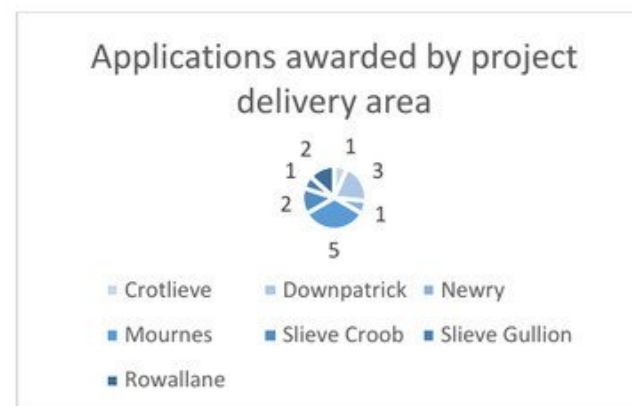 Applications awarded by project
delivery area
2 1
1 3
2 1
5
Crotlieve Downpatrick Newry
Mournes Slieve Croob Slieve Gullion
Rowallane